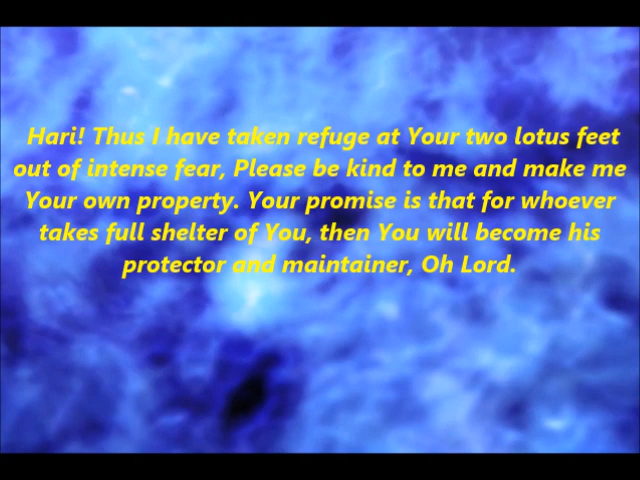 Hari! Thus I have taken refuge at Your two lotus feet
out of intense fear, Please be kind to me and make me
Your own property. Your promise is that for whoever
takes full shelter of You, then You will become his
protector and maintainer, Oh Lord.